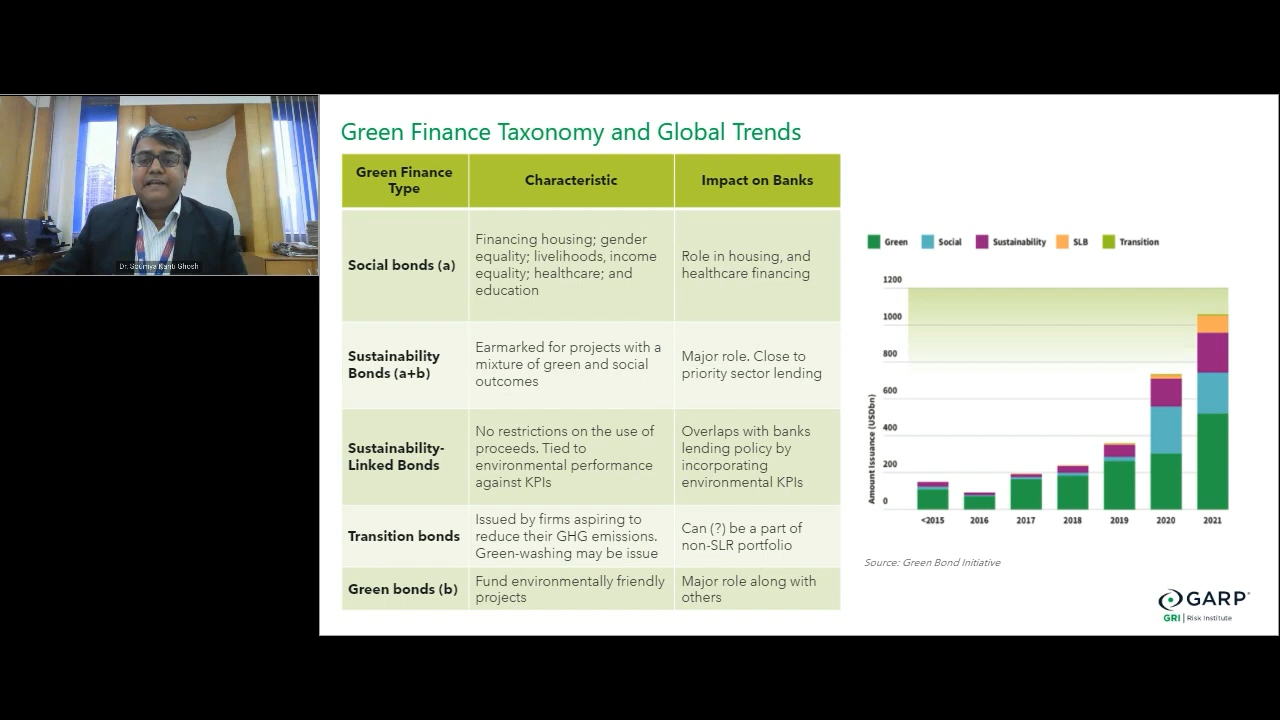 Dr. Soumya Kanti Ghosh
Green Finance Taxonomy and Global Trends
Green Finance
Type
Characteristic
Impact on Banks
Social bonds (a)
Financing housing; gender
equality; livelihoods, income
equality; healthcare; and
education
Role in housing, and
healthcare financing
Sustainability
Bonds (a+b)
Earmarked for projects with a
mixture of green and social
outcomes
Major role. Close to
priority sector lending
Sustainability-
Linked Bonds
No restrictions on the use of
proceeds. Tied to
environmental performance
against KPIs
Overlaps with banks
lending policy by
incorporating
environmental KPIs
Transition bonds
Issued by firms aspiring to
reduce their GHG emissions.
Green-washing may be issue
Can (?) be a part of
non-SLR portfolio
Green bonds (b)
Fund environmentally friendly
projects
Major role along with
others
Green Social Sustainability SLB Transition
1200
1000
800
600
400
200
0
Amount Issuance (USDbn)
<2015 2016 2017 2018 2019 2020 2021
Source: Green Bond Initiative
GARP
GRI | Risk Institute